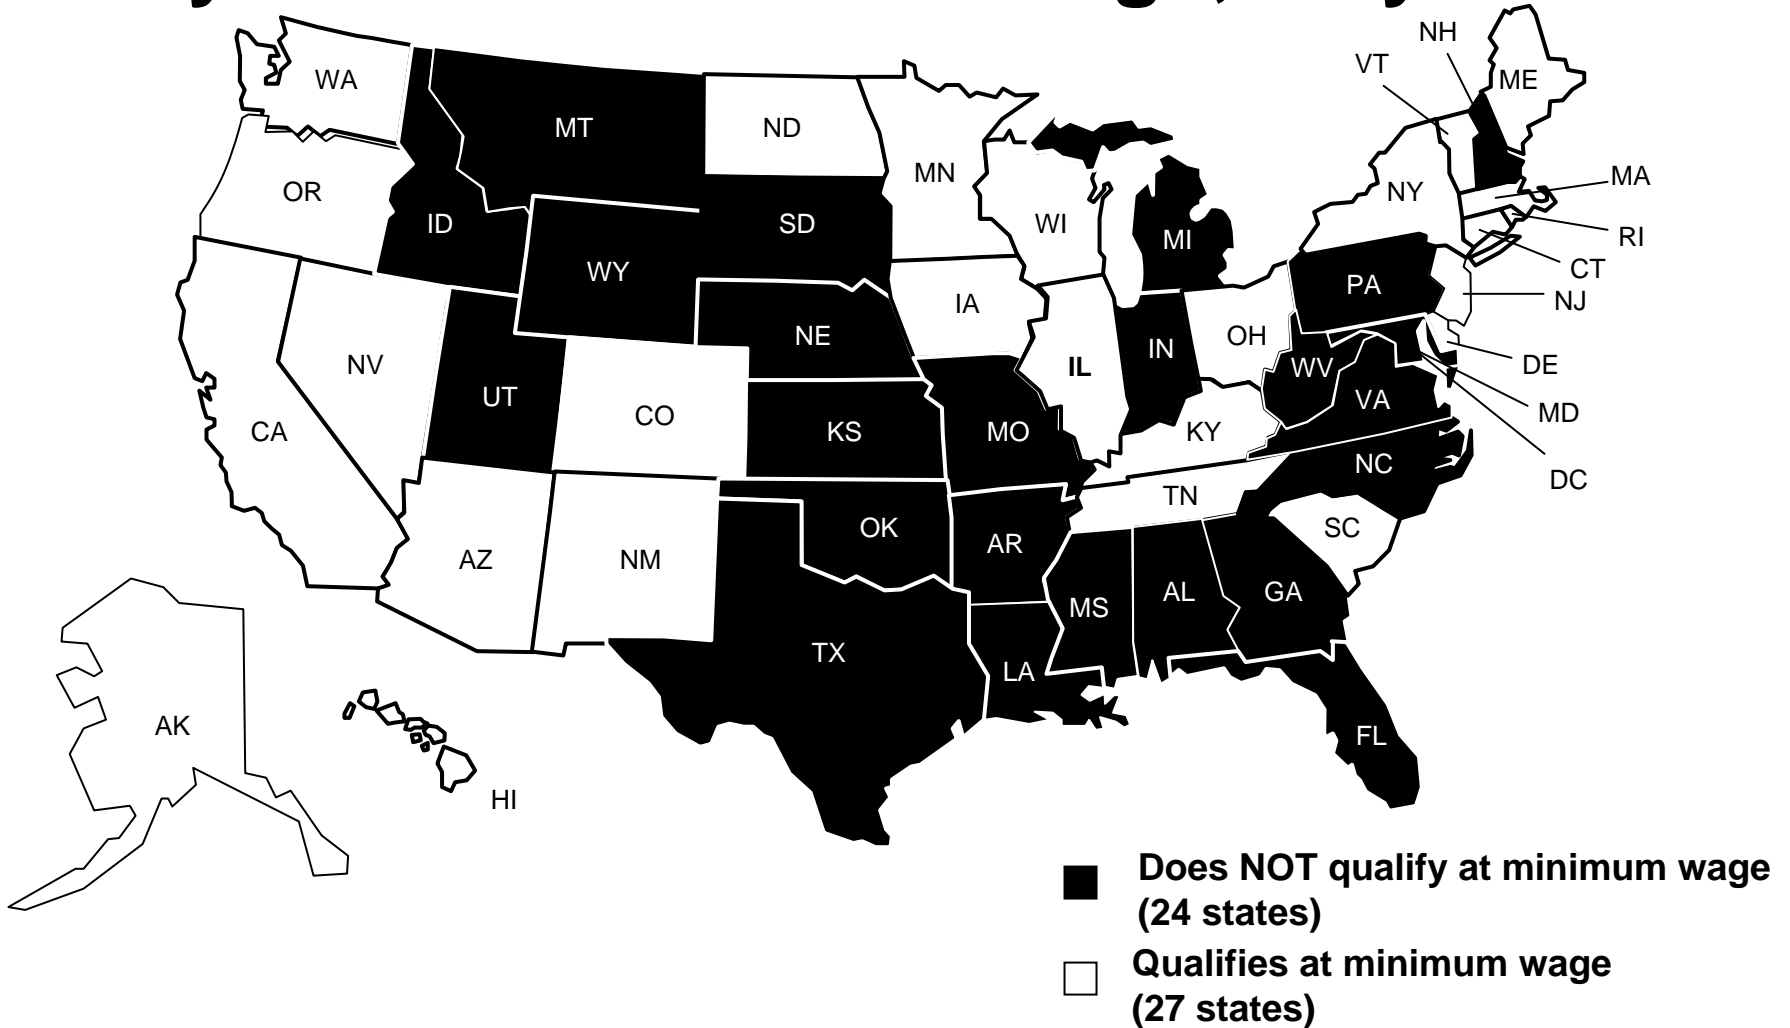 NH
VT
ME
WA
MT
ND
MN
OR
ID
SD
WI
MI
NY
MA
RI
CT
NJ
WY
PA
IA
NE
NV
UT
CO
IL
IN
OH
WV
VA
DE
MD
DC
CA
KS
MO
KY
NC
TN
SC
AZ
NM
OK
AR
MS
AL
GA
TX
LA
FL
AK
HI
Does NOT qualify at minimum wage
(24 states)
Qualifies at minimum wage
(27 states)